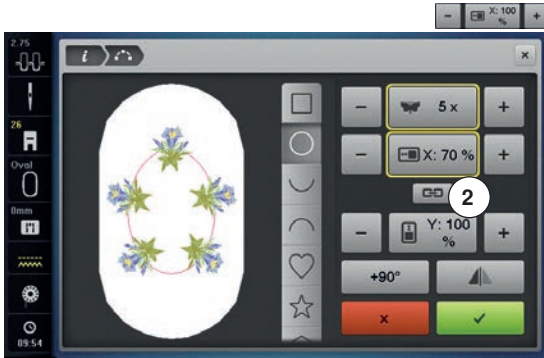 - X: 100 % +
2.75
i
×
- 5 x +
26
- X: 70 % +
Oval
2
0mm
- Y: 100 % +
+90°
x
09:54